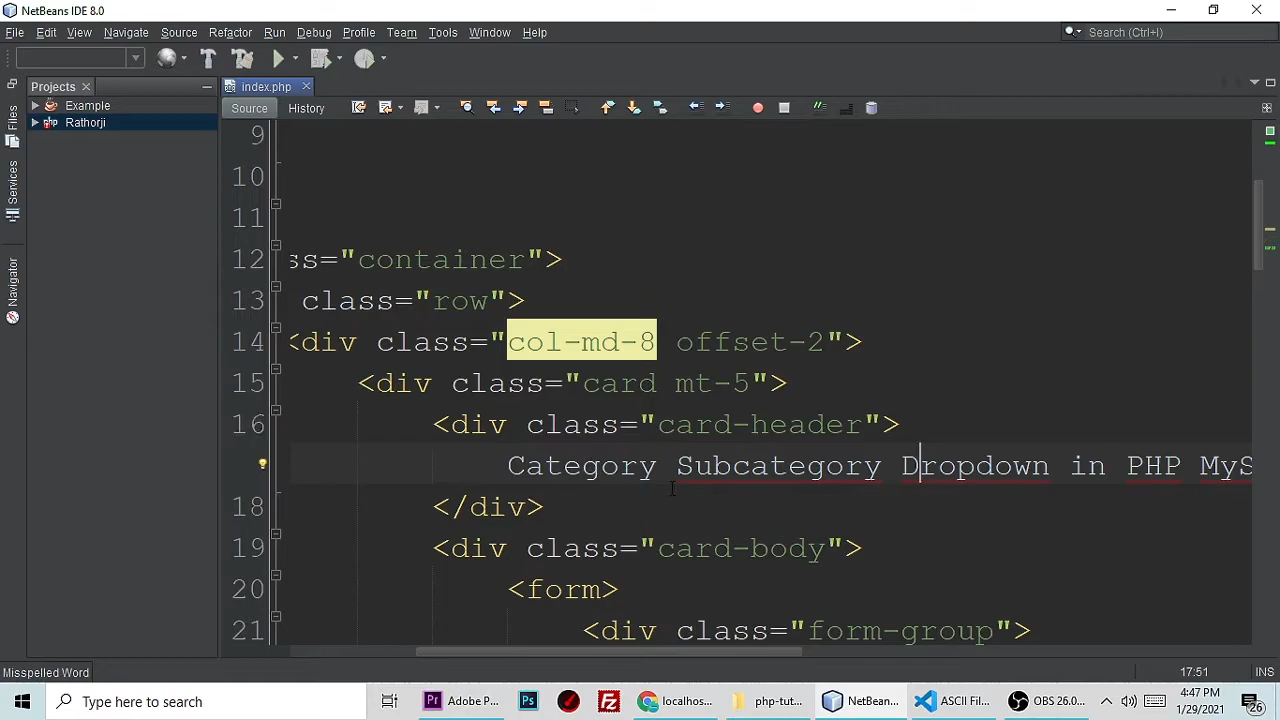 NetBeans IDE 8.0
File Edit View Navigate Source Refactor Run Debug Profile Team Tools Window Help
Search (Ctrl+I)
Projects
index.php
Source History
Example
Rathorji
Files
Services
Navigator
9
10
11
12 ss="container">
13 class="row">
14 <div class="col-md-8 offset-2">
15 <div class="card mt-5">
16 <div class="card-header">
Category Subcategory Dropdown in PHP MyS
18 </div>
19 <div class="card-body">
20 <form>
21 <div class="form-group">
Misspelled Word
17:51 INS
Type here to search
Adobe P...
localhos...
php-tut...
NetBean...
ASCII Fil...
OBS 26.0...
4:47 PM
1/29/2021
26